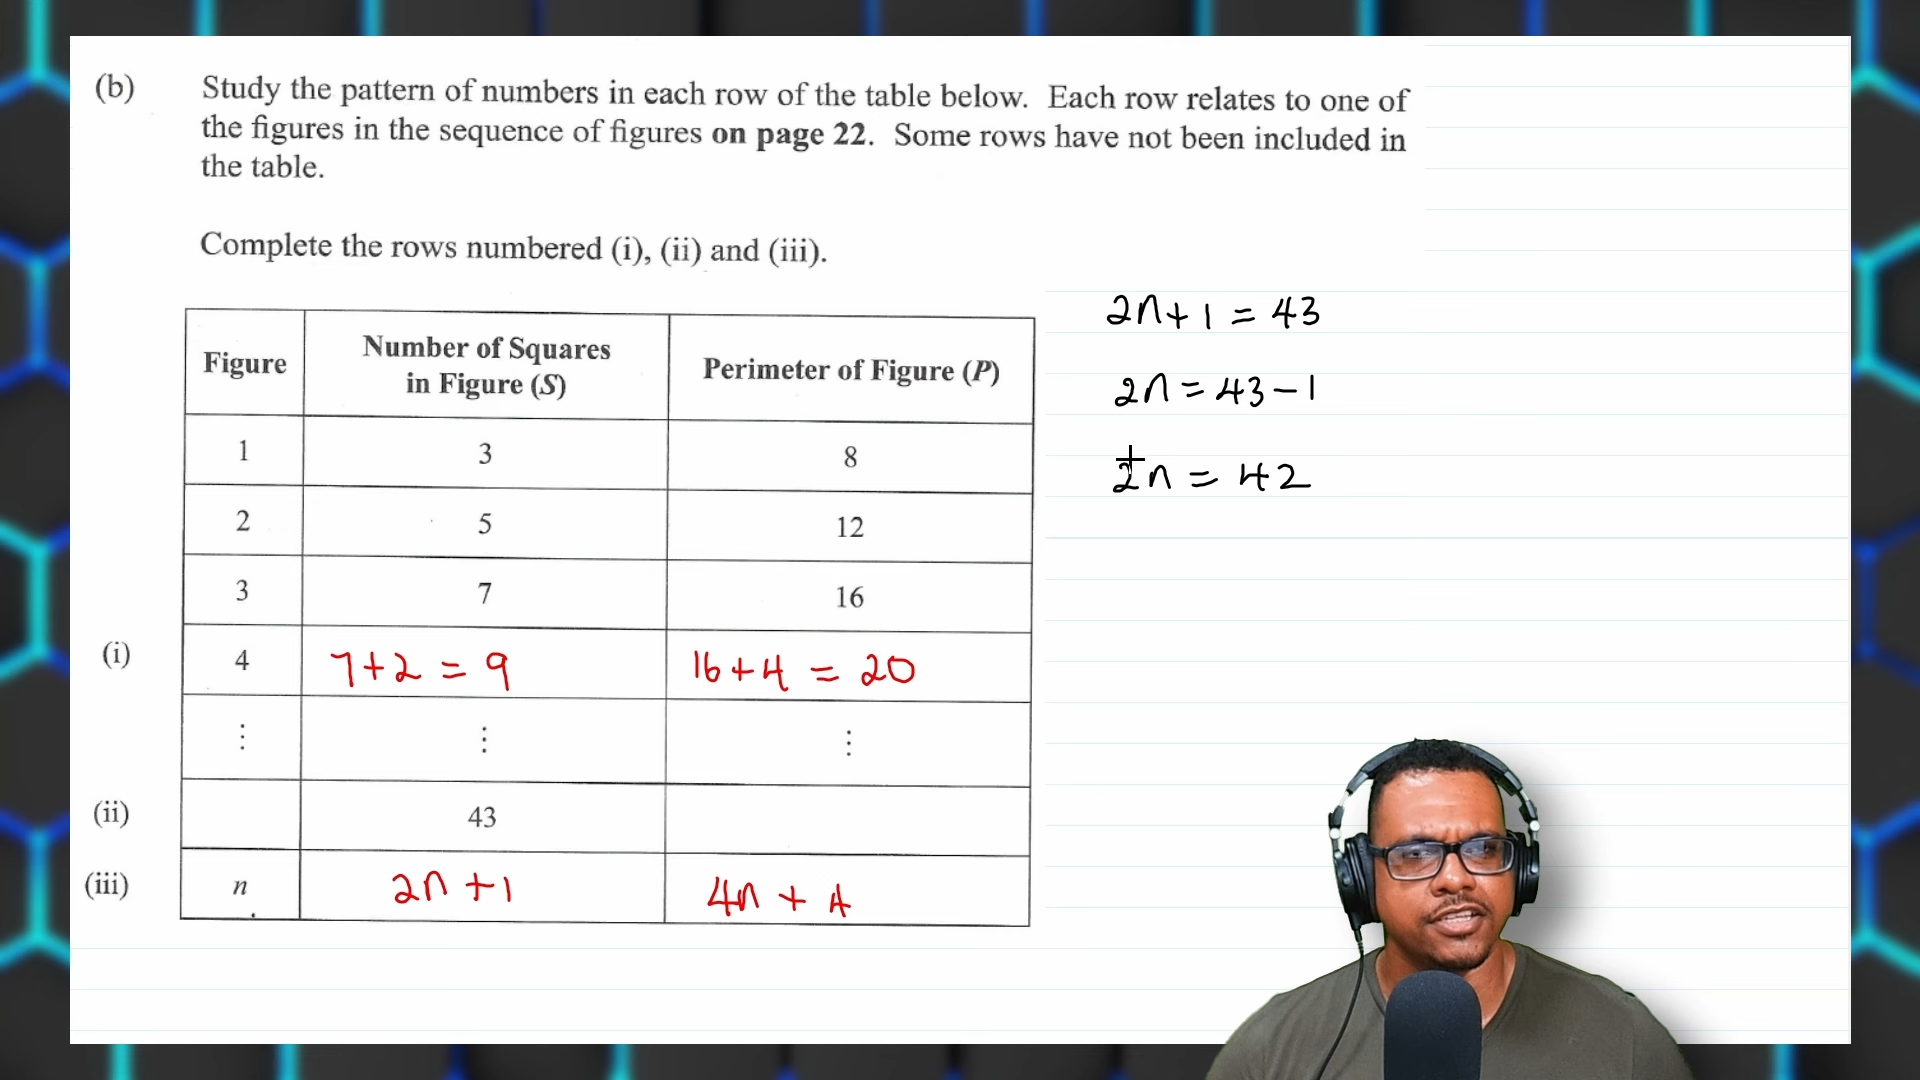 (b) Study the pattern of numbers in each row of the table below. Each row relates to one of
the figures in the sequence of figures on page 22. Some rows have not been included in
the table.
Complete the rows numbered (i), (ii) and (iii).
Figure Number of Squares in Figure (S) Perimeter of Figure (P)
1 3 8
2 5 12
3 7 16
(i) 4 7+2 = 9 16+4 = 20
⋮ ⋮ ⋮
(ii) 43
(iii) n 2n +1 4n + 4
2n + 1 = 43
2n = 43 - 1
2n = 42